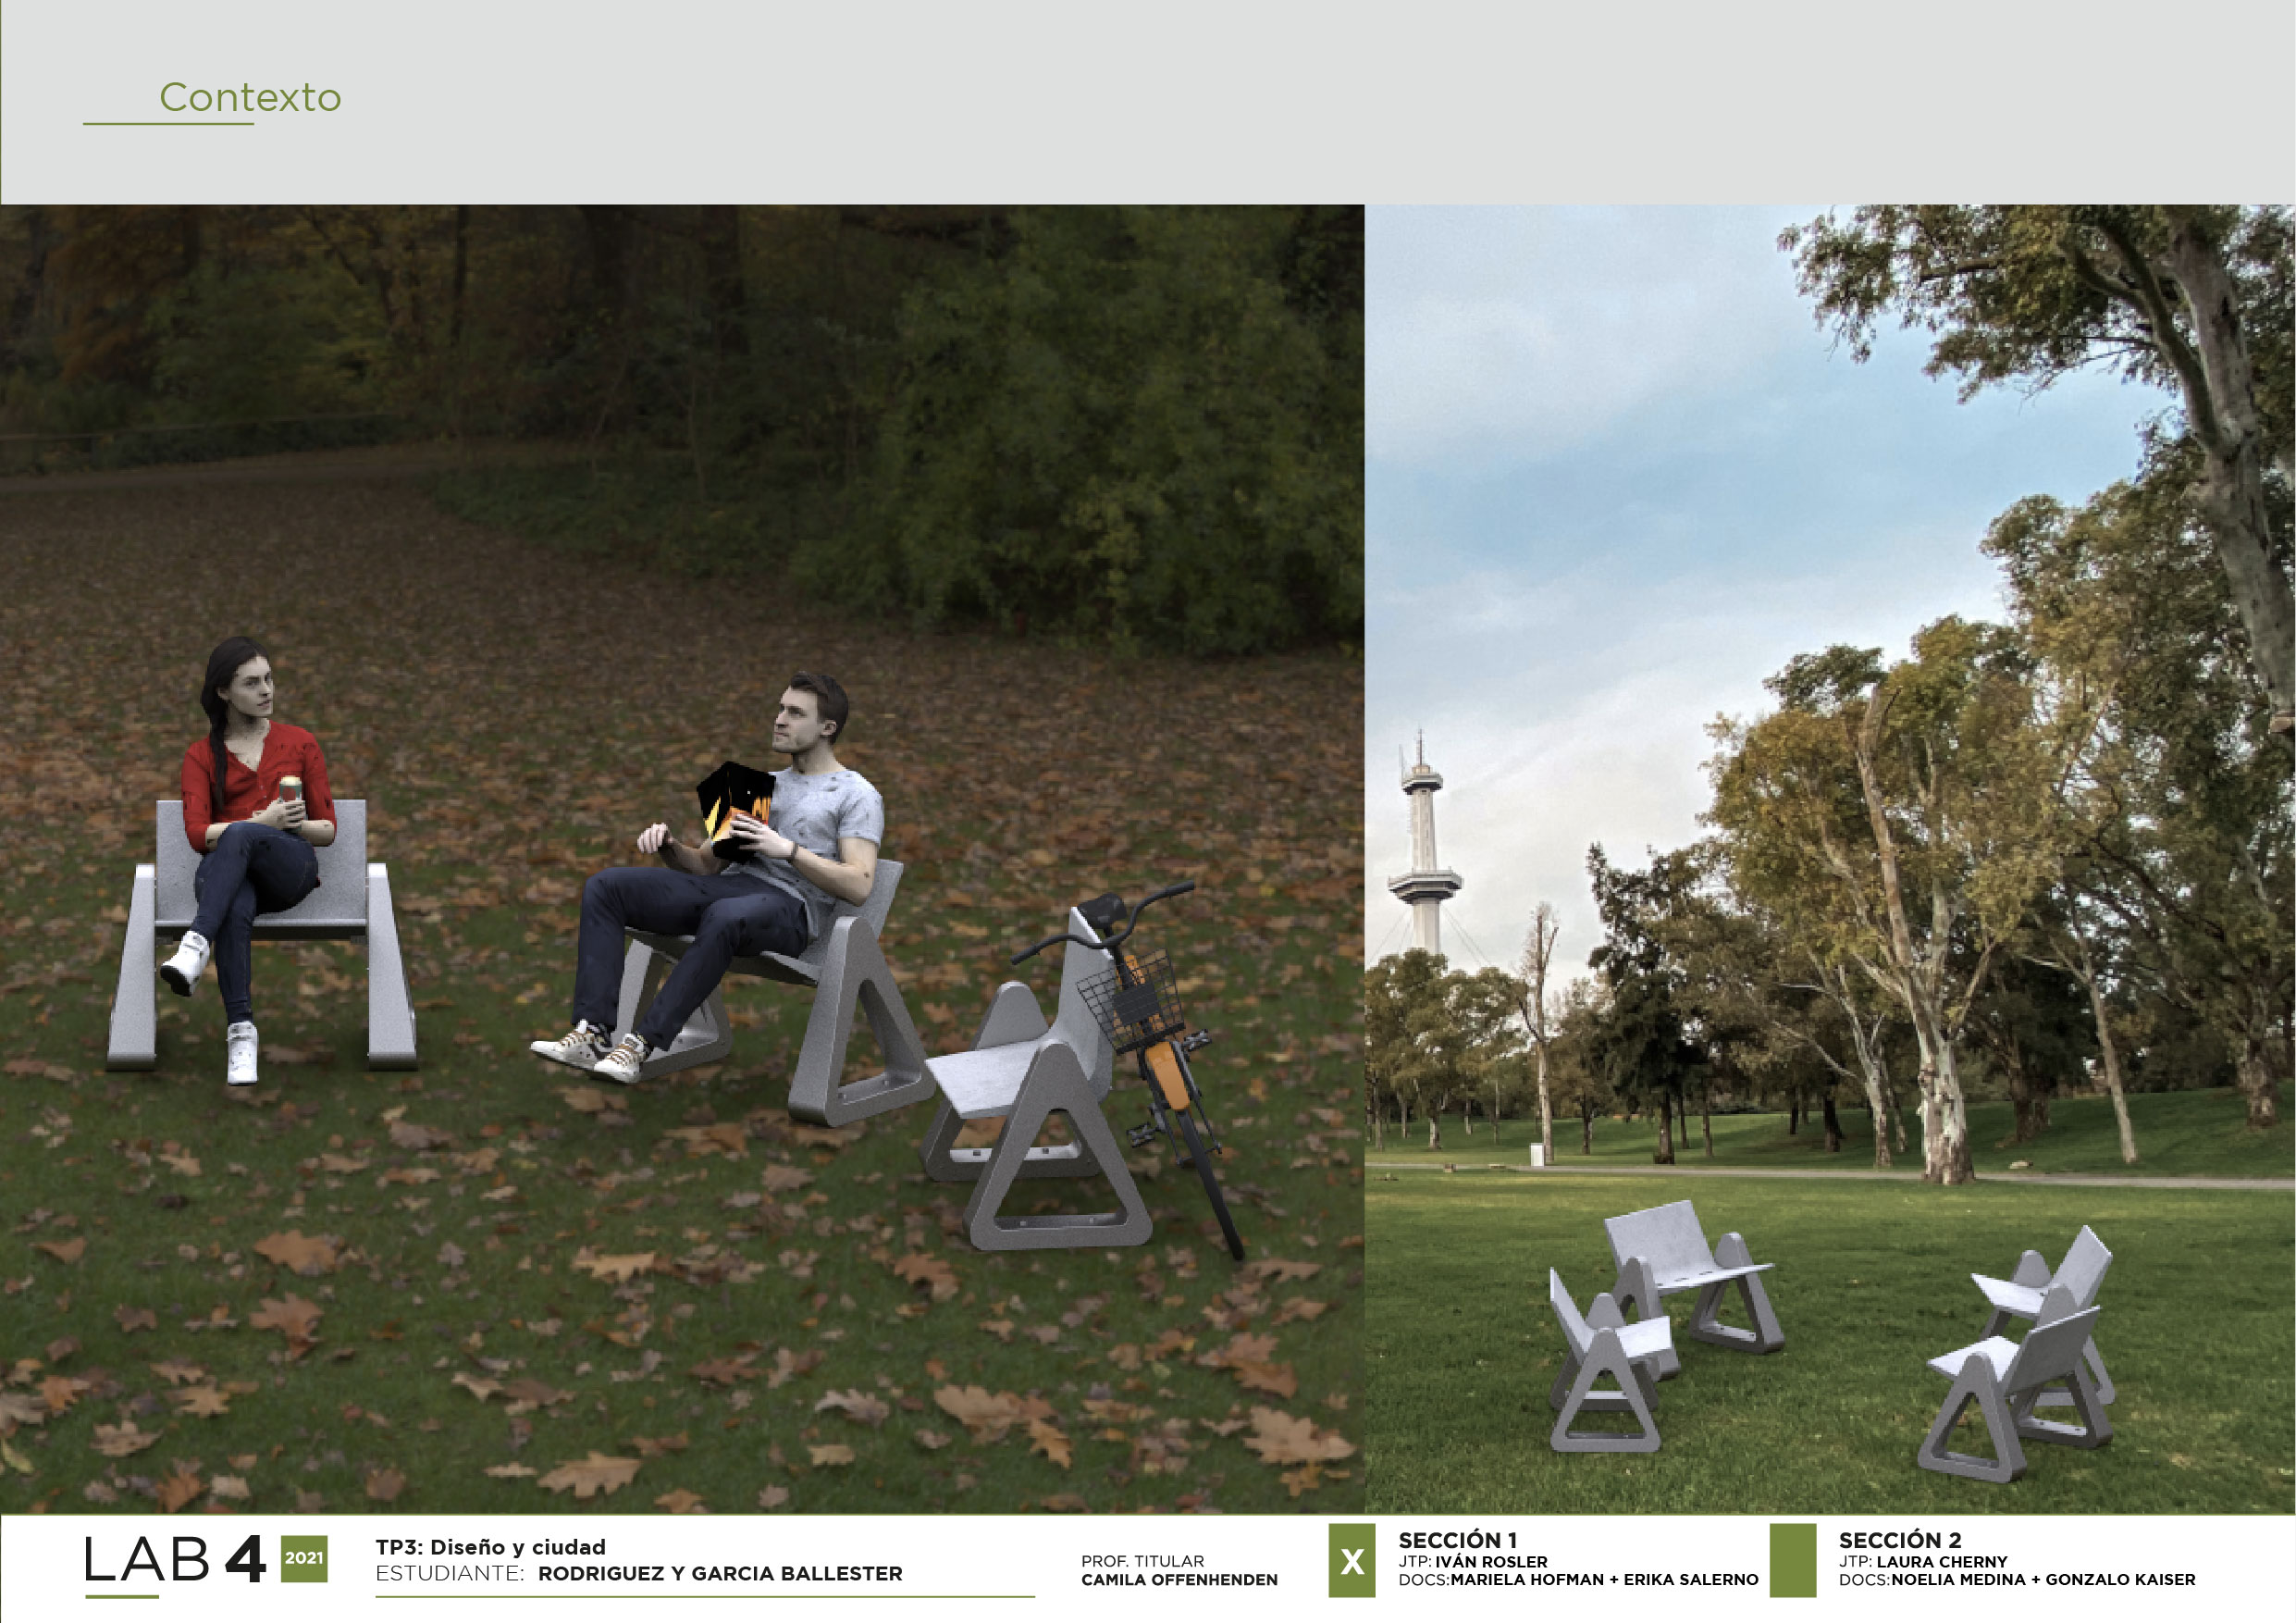 Contexto
LAB 4 2021
TP3: Diseño y ciudad
ESTUDIANTE: RODRIGUEZ Y GARCIA BALLESTER
PROF. TITULAR
CAMILA OFFENHENDEN
X
SECCIÓN 1
JTP: IVÁN ROSLER
DOCS:MARIELA HOFMAN + ERIKA SALERNO
SECCIÓN 2
JTP: LAURA CHERNY
DOCS:NOELIA MEDINA + GONZALO KAISER